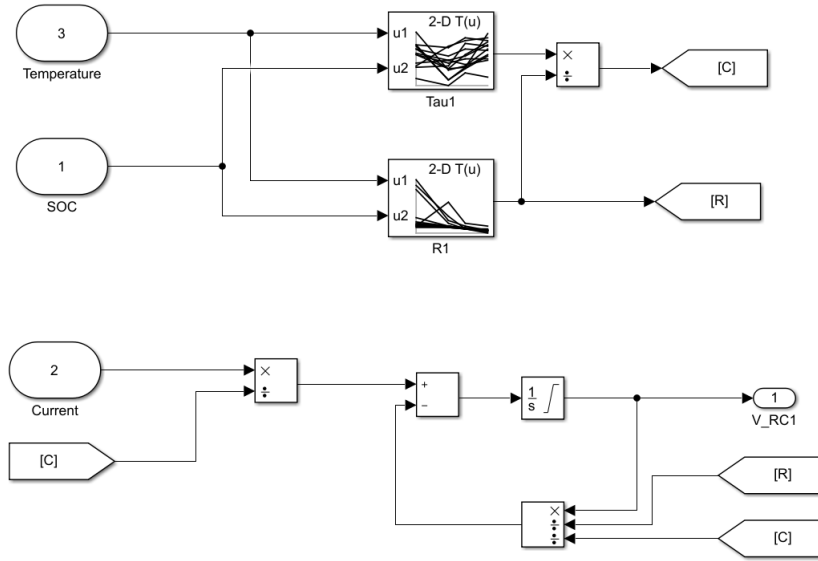 3
Temperature
1
SOC
2-D T(u)
u1
u2
Tau1
2-D T(u)
u1
u2
R1
×
÷
[C]
[R]
2
Current
[C]
×
÷
+
−
1
s
1
V_RC1
×
÷
÷
[R]
[C]